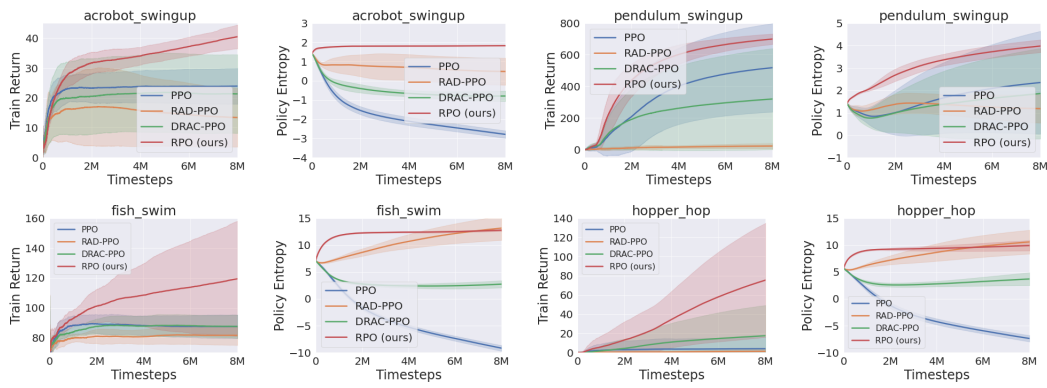 acrobot_swingup
Train Return
40
30
20
10
0
2M
4M
6M
8M
Timesteps
PPO
RAD-PPO
DRAC-PPO
RPO (ours)
acrobot_swingup
Policy Entropy
4
3
2
1
0
−1
−2
−3
−4
2M
4M
6M
8M
Timesteps
PPO
RAD-PPO
DRAC-PPO
RPO (ours)
pendulum_swingup
Train Return
800
600
400
200
0
2M
4M
6M
8M
Timesteps
PPO
RAD-PPO
DRAC-PPO
RPO (ours)
pendulum_swingup
Policy Entropy
5
4
3
2
1
0
−1
2M
4M
6M
8M
Timesteps
PPO
RAD-PPO
DRAC-PPO
RPO (ours)
fish_swim
Train Return
160
140
120
100
80
2M
4M
6M
8M
Timesteps
PPO
RAD-PPO
DRAC-PPO
RPO (ours)
fish_swim
Policy Entropy
15
10
5
0
−5
−10
2M
4M
6M
8M
Timesteps
PPO
RAD-PPO
DRAC-PPO
RPO (ours)
hopper_hop
Train Return
140
120
100
80
60
40
20
0
2M
4M
6M
8M
Timesteps
PPO
RAD-PPO
DRAC-PPO
RPO (ours)
hopper_hop
Policy Entropy
15
10
5
0
−5
−10
2M
4M
6M
8M
Timesteps
PPO
RAD-PPO
DRAC-PPO
RPO (ours)